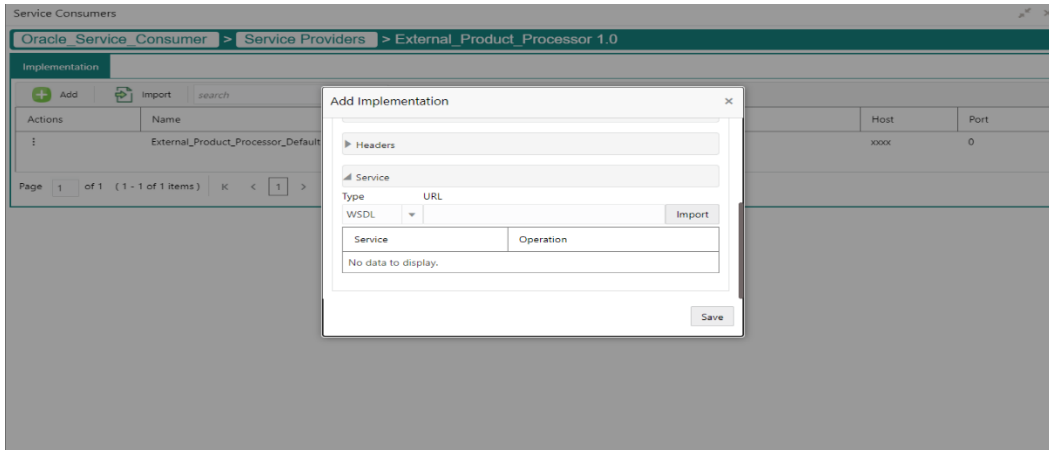 Service Consumers
Oracle_Service_Consumer > Service Providers > External_Product_Processor 1.0
Implementation
Add Import search
Actions Name Host Port
External_Product_Processor_Default xxxx 0
Page 1 of 1 (1 - 1 of 1 items) K < 1 >
Add Implementation ×
Headers
Service
Type URL
WSDL Import
Service Operation
No data to display.
Save